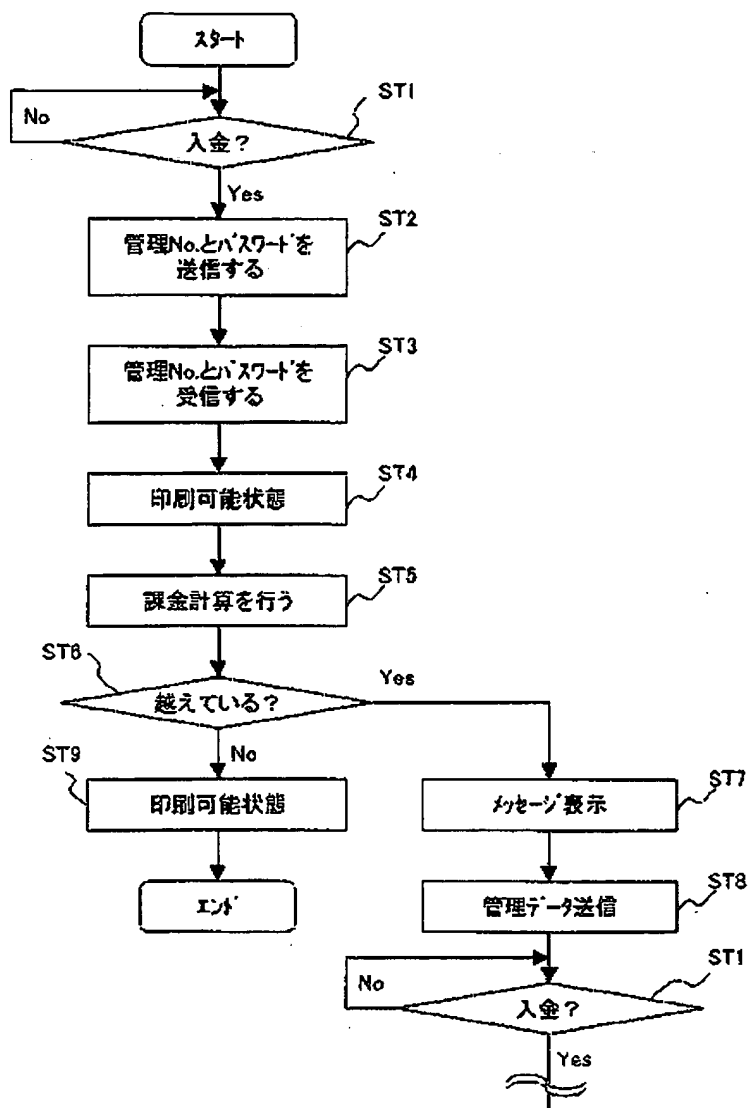 スタート
ST1
No
入金？
Yes
ST2
管理No.とパスワードを
送信する
ST3
管理No.とパスワードを
受信する
ST4
印刷可能状態
ST5
課金計算を行う
ST6
越えている？
Yes
No
ST9
印刷可能状態
エンド
ST7
メッセージ表示
ST8
管理データ送信
ST1
No
入金？
Yes